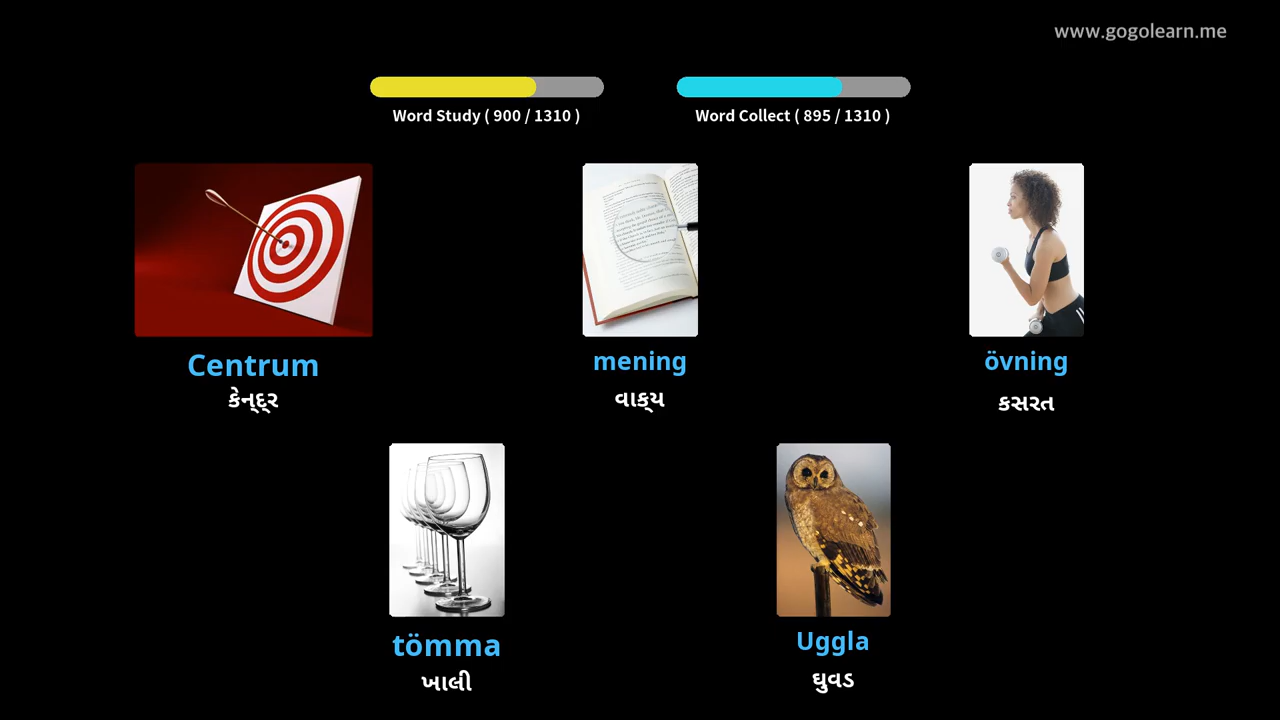 www.gogolearn.me
Word Study ( 900 / 1310 )
Word Collect ( 895 / 1310 )
Centrum
કેન્દ્ર
mening
વાક્ય
övning
કસરત
tömma
ખાલી
Uggla
ઘુવડ